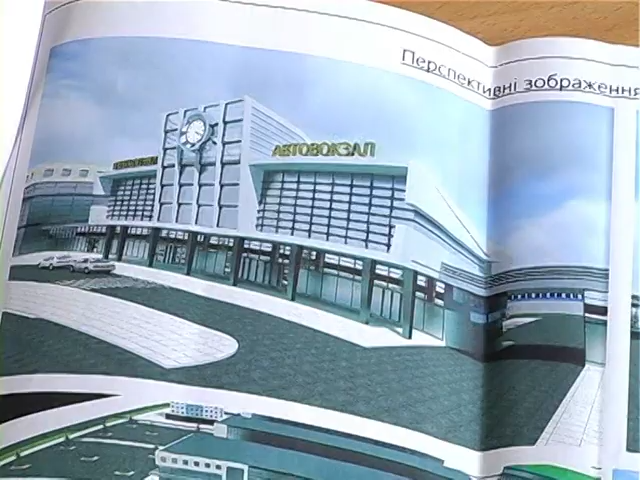 Перспективні зображення
АВТОВОКЗАЛ